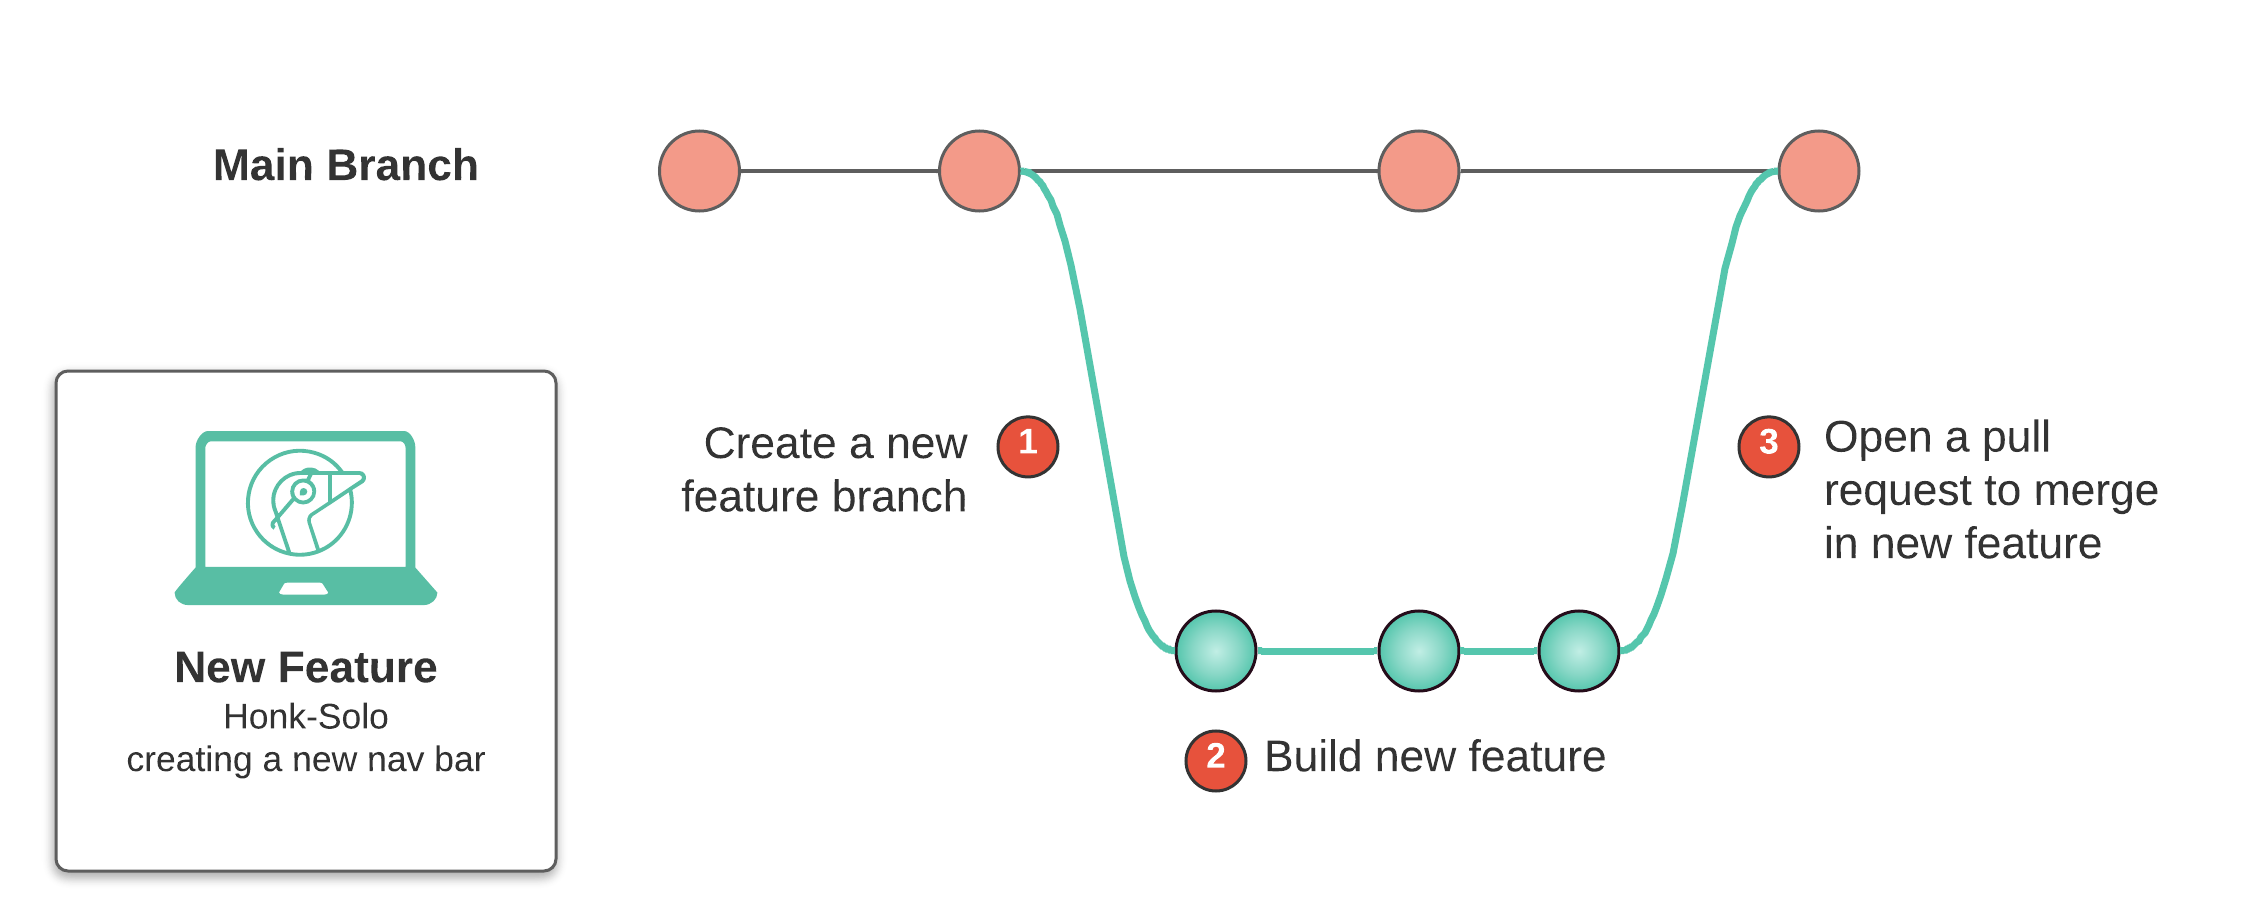 Main Branch
Create a new
feature branch
1
3
Open a pull
request to merge
in new feature
New Feature
Honk-Solo
creating a new nav bar
2
Build new feature